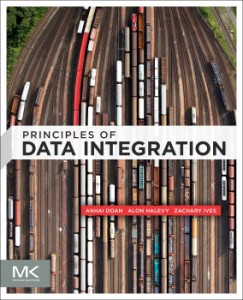 PRINCIPLES OF
DATA INTEGRATION
ANHAI DOAN ALON HALEVY ZACHARY IVES
MK